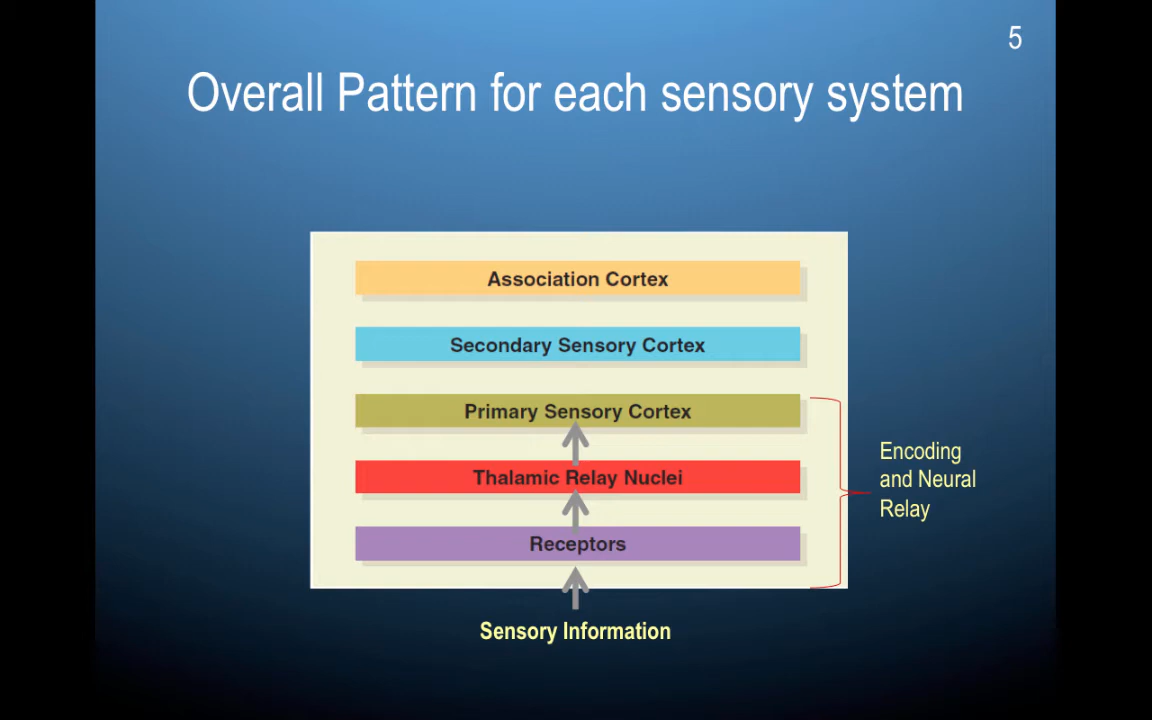 5
Overall Pattern for each sensory system
Association Cortex
Secondary Sensory Cortex
Primary Sensory Cortex
Thalamic Relay Nuclei
Receptors
Encoding
and Neural
Relay
Sensory Information